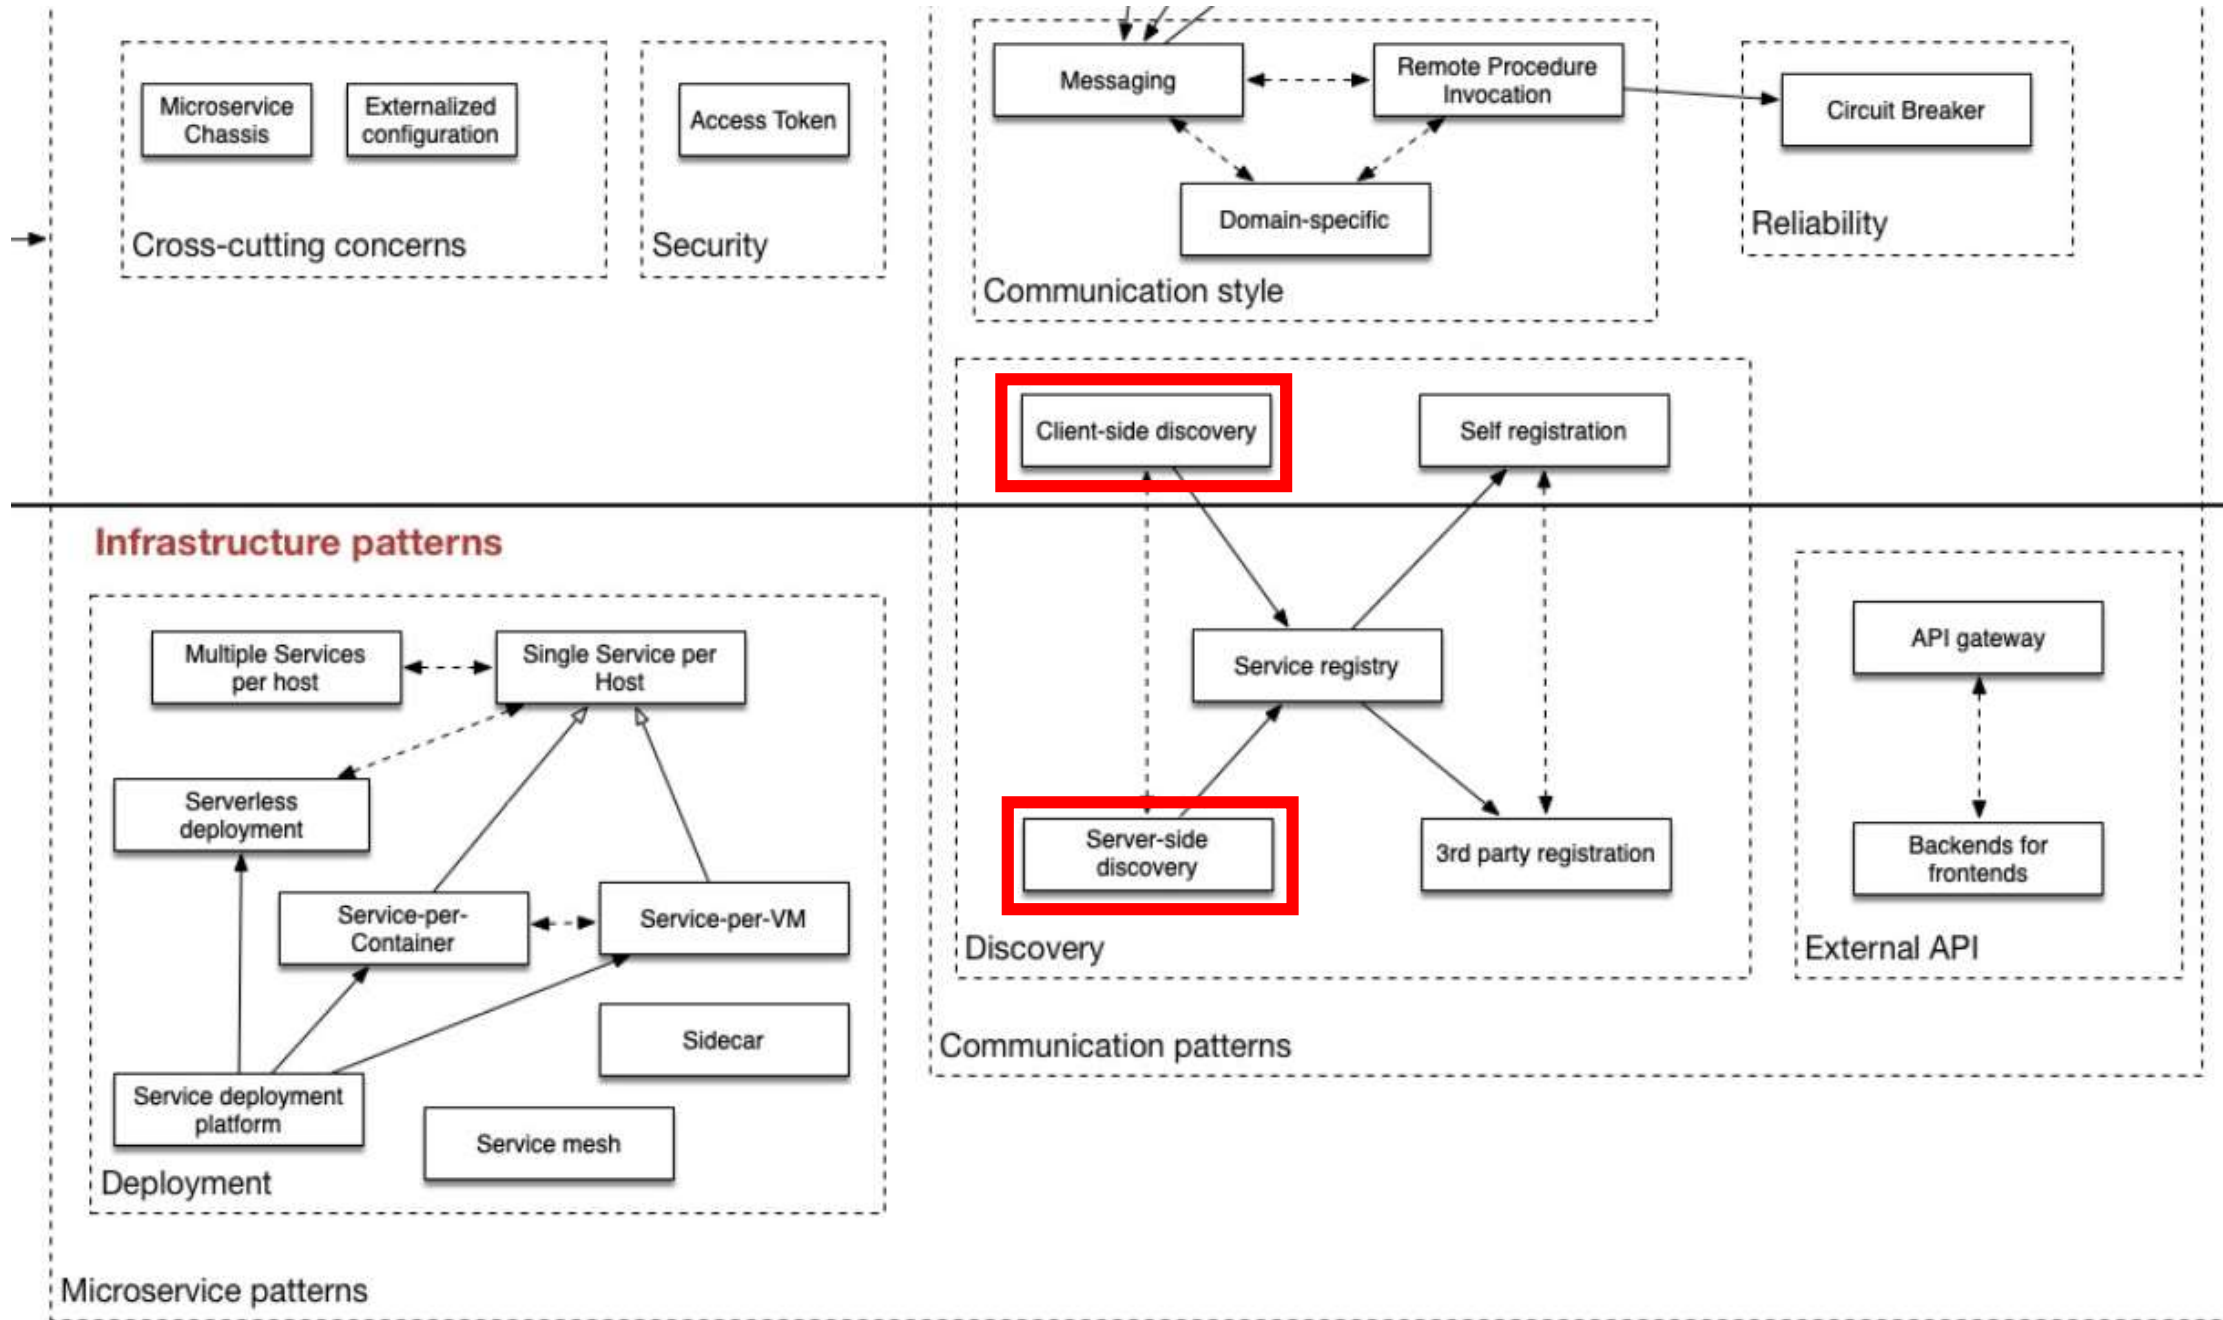 Microservice
Chassis
Externalized
configuration
Cross-cutting concerns
Access Token
Security
Messaging
Remote Procedure
Invocation
Domain-specific
Communication style
Circuit Breaker
Reliability
Client-side discovery
Self registration
Service registry
Server-side
discovery
3rd party registration
Discovery
API gateway
Backends for
frontends
External API
Communication patterns
Infrastructure patterns
Multiple Services
per host
Single Service per
Host
Serverless
deployment
Service-per-
Container
Service-per-VM
Sidecar
Service deployment
platform
Service mesh
Deployment
Microservice patterns